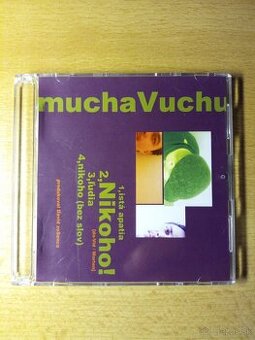 muchaVuchu
1,istá apatia
2,Nikoho!
3,ľudia
4,nikoho (bez slov)